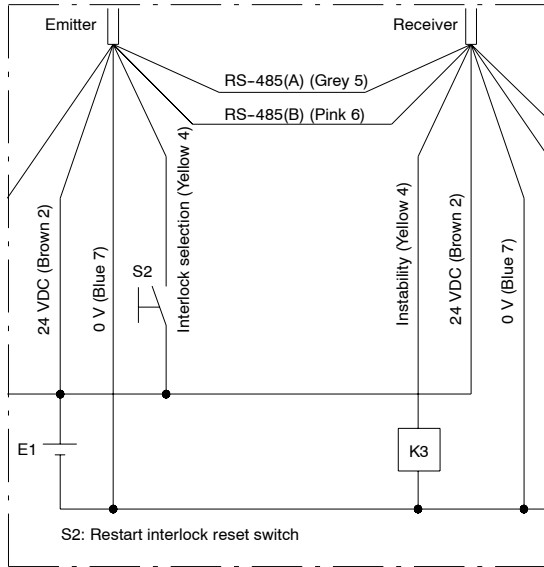 Emitter
Receiver
RS-485(A) (Grey 5)
RS-485(B) (Pink 6)
24 VDC (Brown 2)
0 V (Blue 7)
S2
Interlock selection (Yellow 4)
Instability (Yellow 4)
24 VDC (Brown 2)
0 V (Blue 7)
E1
K3
S2: Restart interlock reset switch